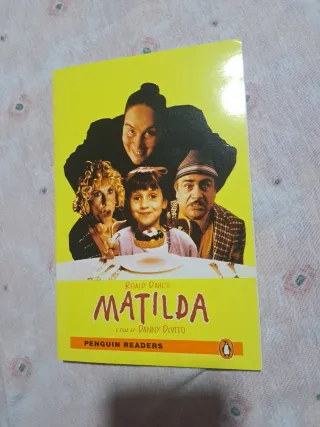 ROALD DAHL'S
MATILDA
A FILM BY DANNY DEVITO
PENGUIN READERS